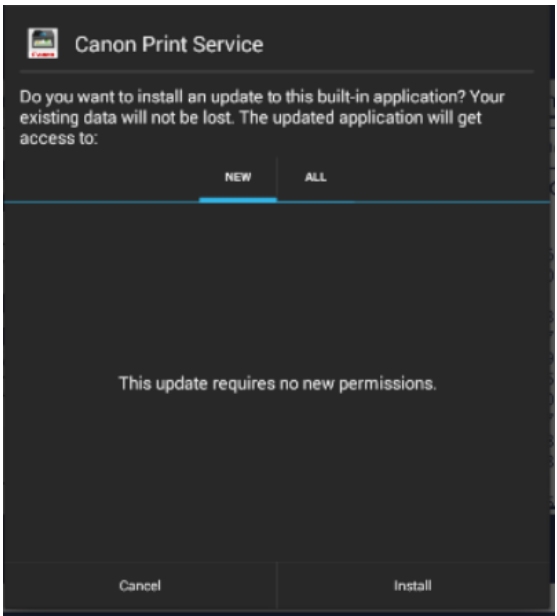 Canon
Canon Print Service
Do you want to install an update to this built-in application? Your
existing data will not be lost. The updated application will get
access to:
NEW ALL
This update requires no new permissions.
Cancel Install